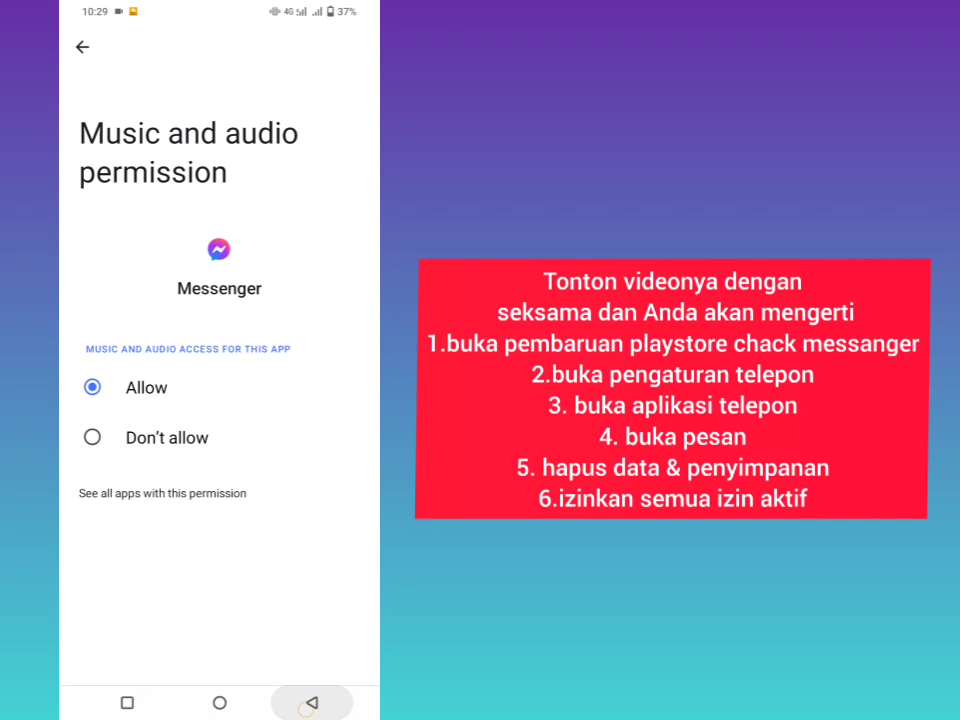 10:29
4G
37%
Music and audio
permission
Messenger
MUSIC AND AUDIO ACCESS FOR THIS APP
Allow
Don't allow
See all apps with this permission
Tonton videonya dengan
seksama dan Anda akan mengerti
1.buka pembaruan playstore chack messanger
2.buka pengaturan telepon
3. buka aplikasi telepon
4. buka pesan
5. hapus data & penyimpanan
6.izinkan semua izin aktif